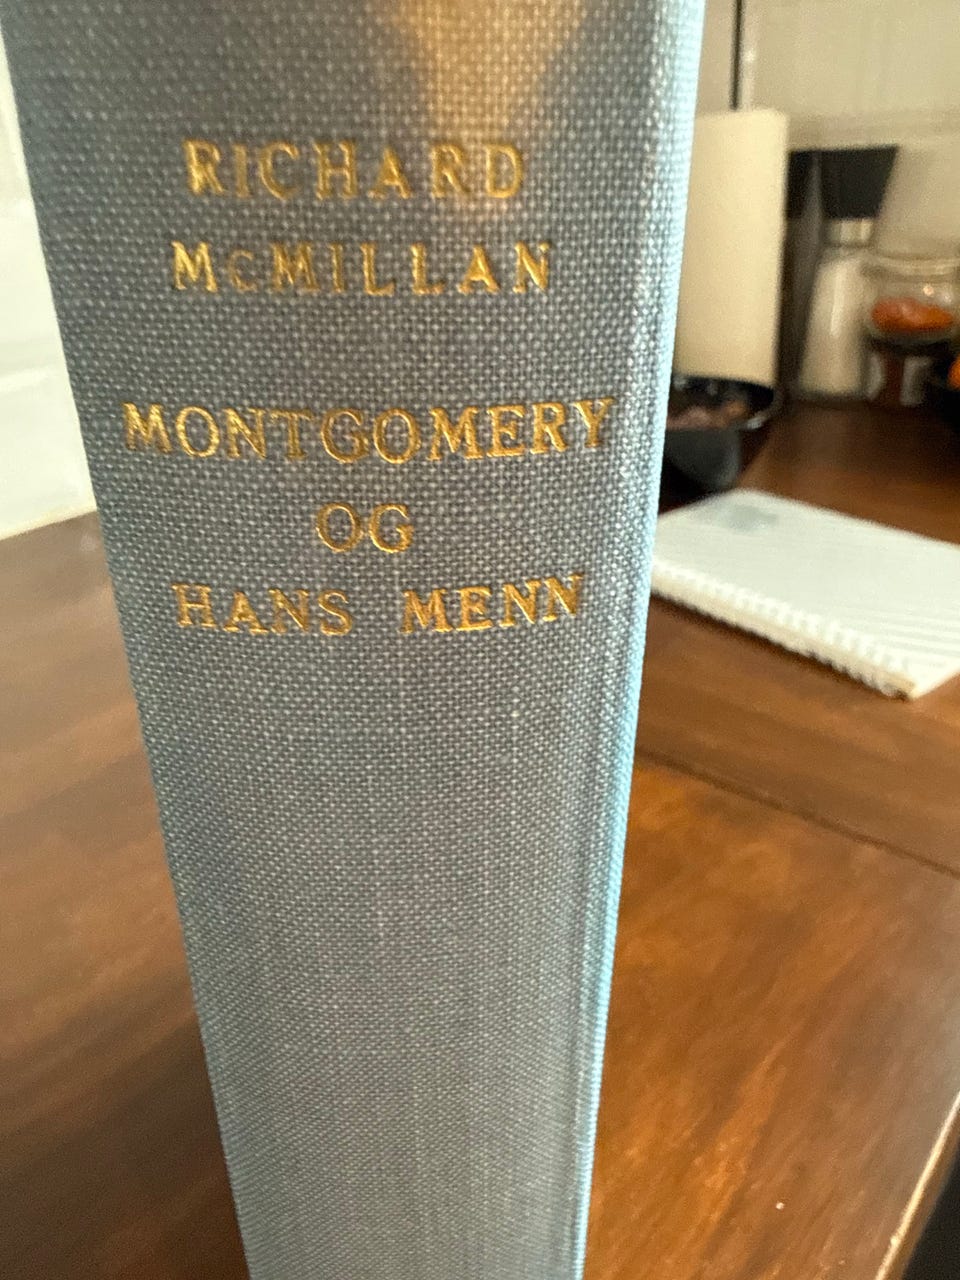 RICHARD
McMILLAN
MONTGOMERY
OG
HANS MENN